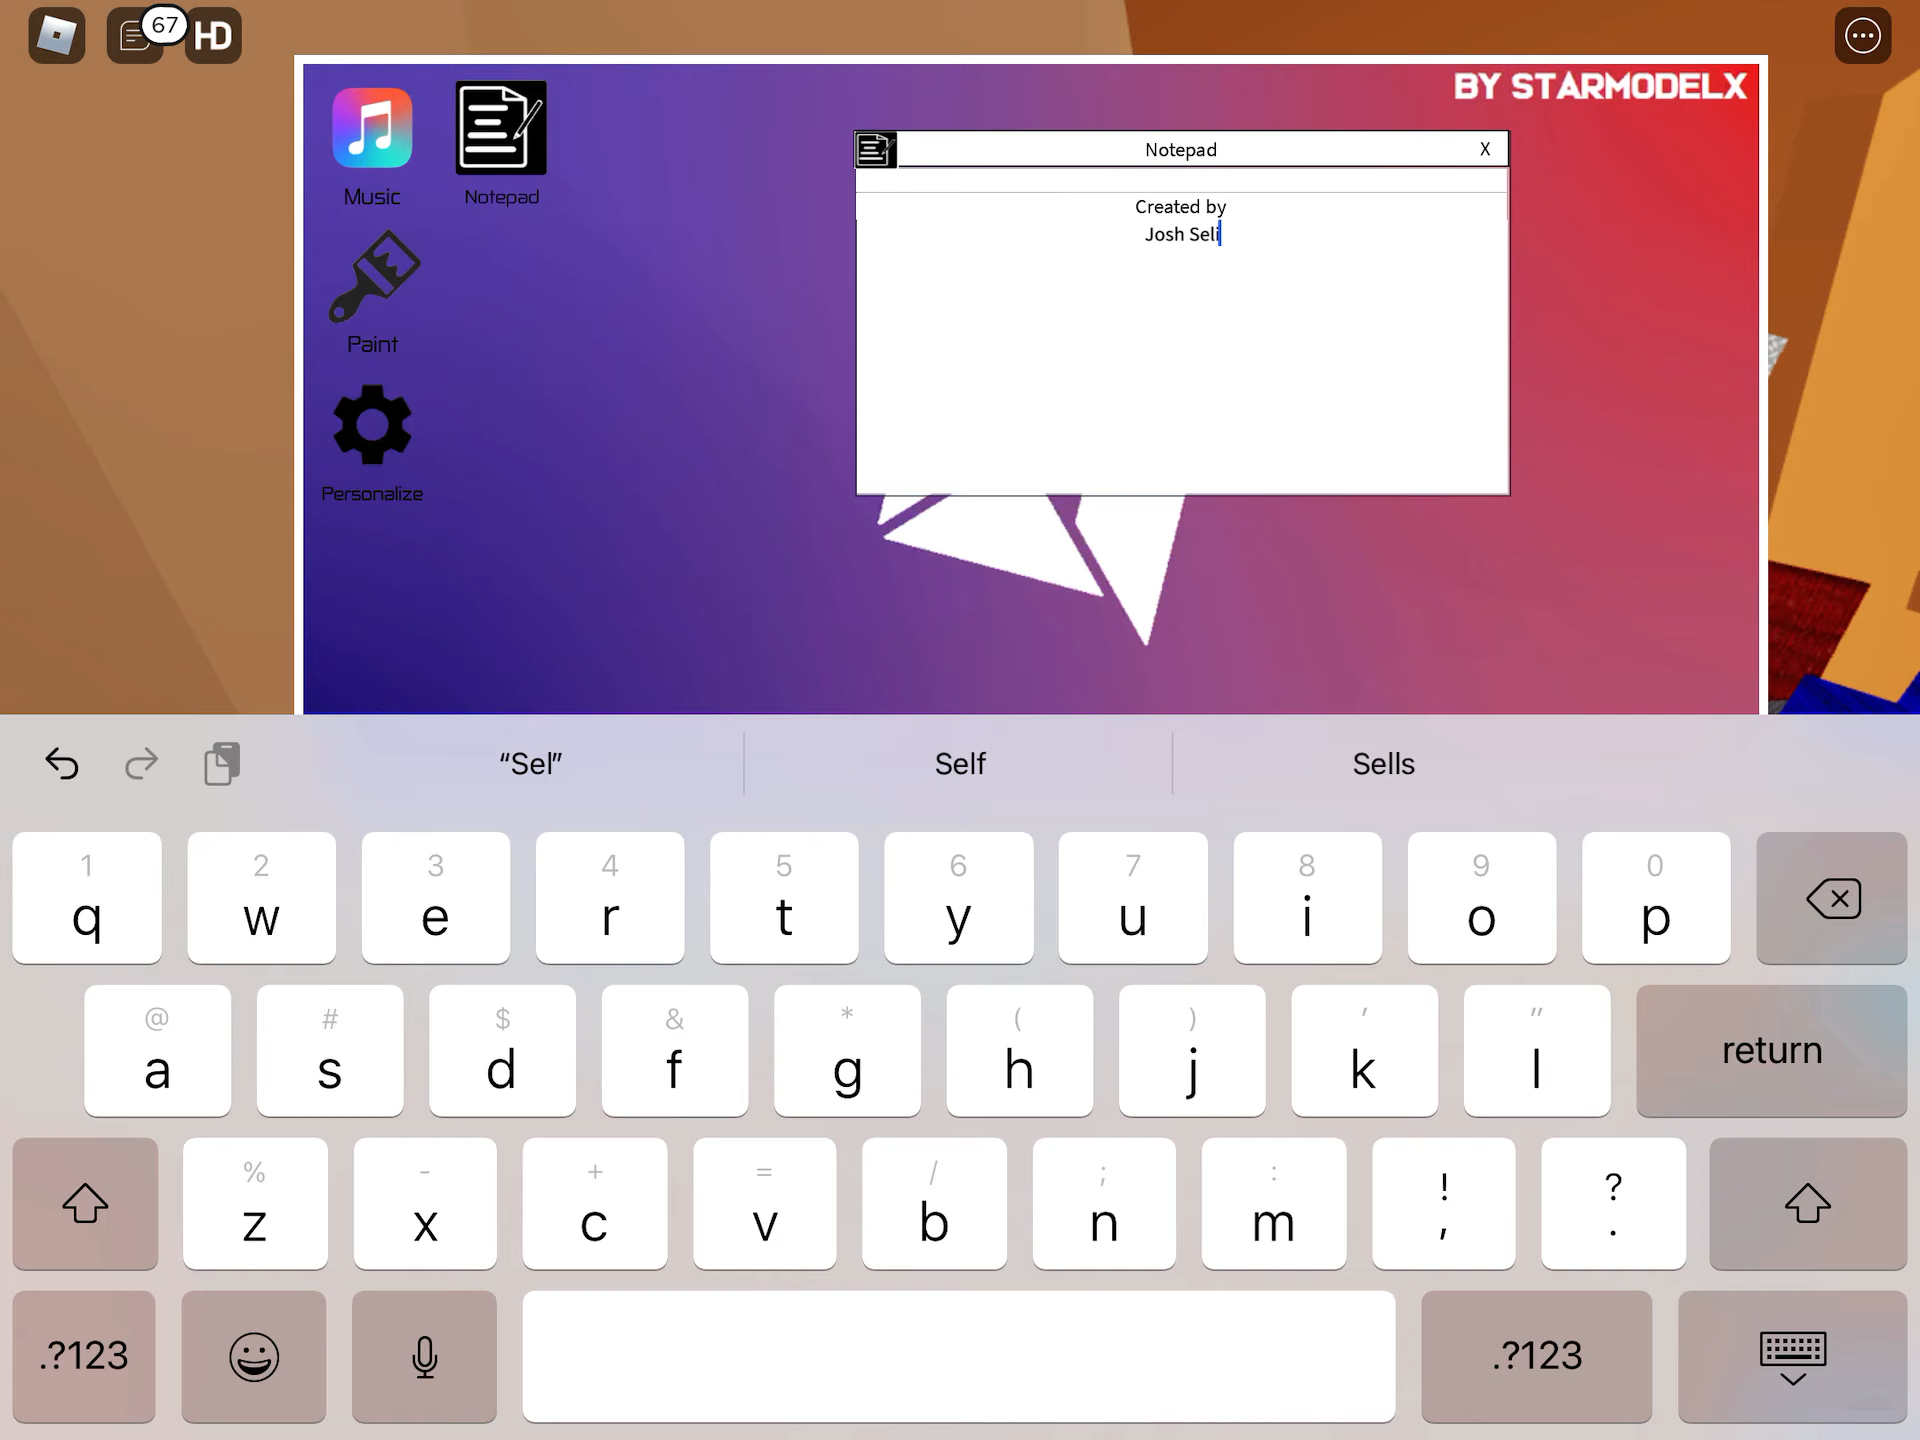 67
HD
BY STARMODELX
Music
Notepad
Paint
Personalize
Notepad
X
Created by
Josh Seli
“Sel”
Self
Sells
1 2 3 4 5 6 7 8 9 0
q w e r t y u i o p
@ # $ & * ( ) ' "
a s d f g h j k l
return
% - + = / ; : ! ?
z x c v b n m , .
.?123
.?123